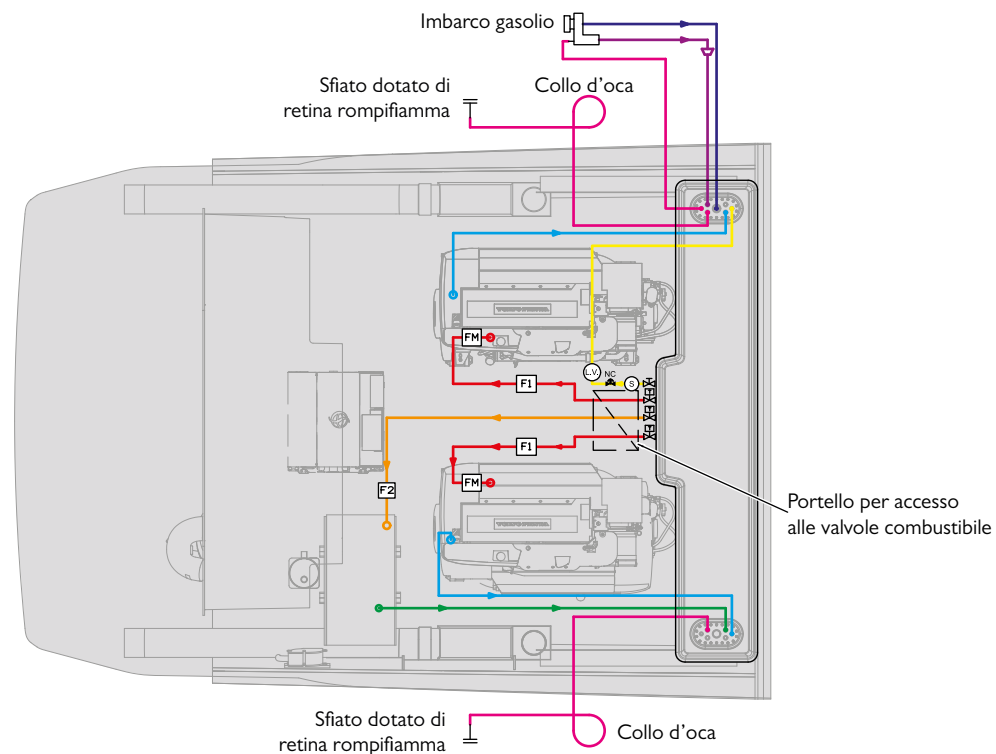 Imbarco gasolio
Sfiato dotato di
retina rompifiamma
Collo d'oca
FM
L.V.
NC
S
F1
F1
FM
F2
Portello per accesso
alle valvole combustibile
Sfiato dotato di
retina rompifiamma
Collo d'oca